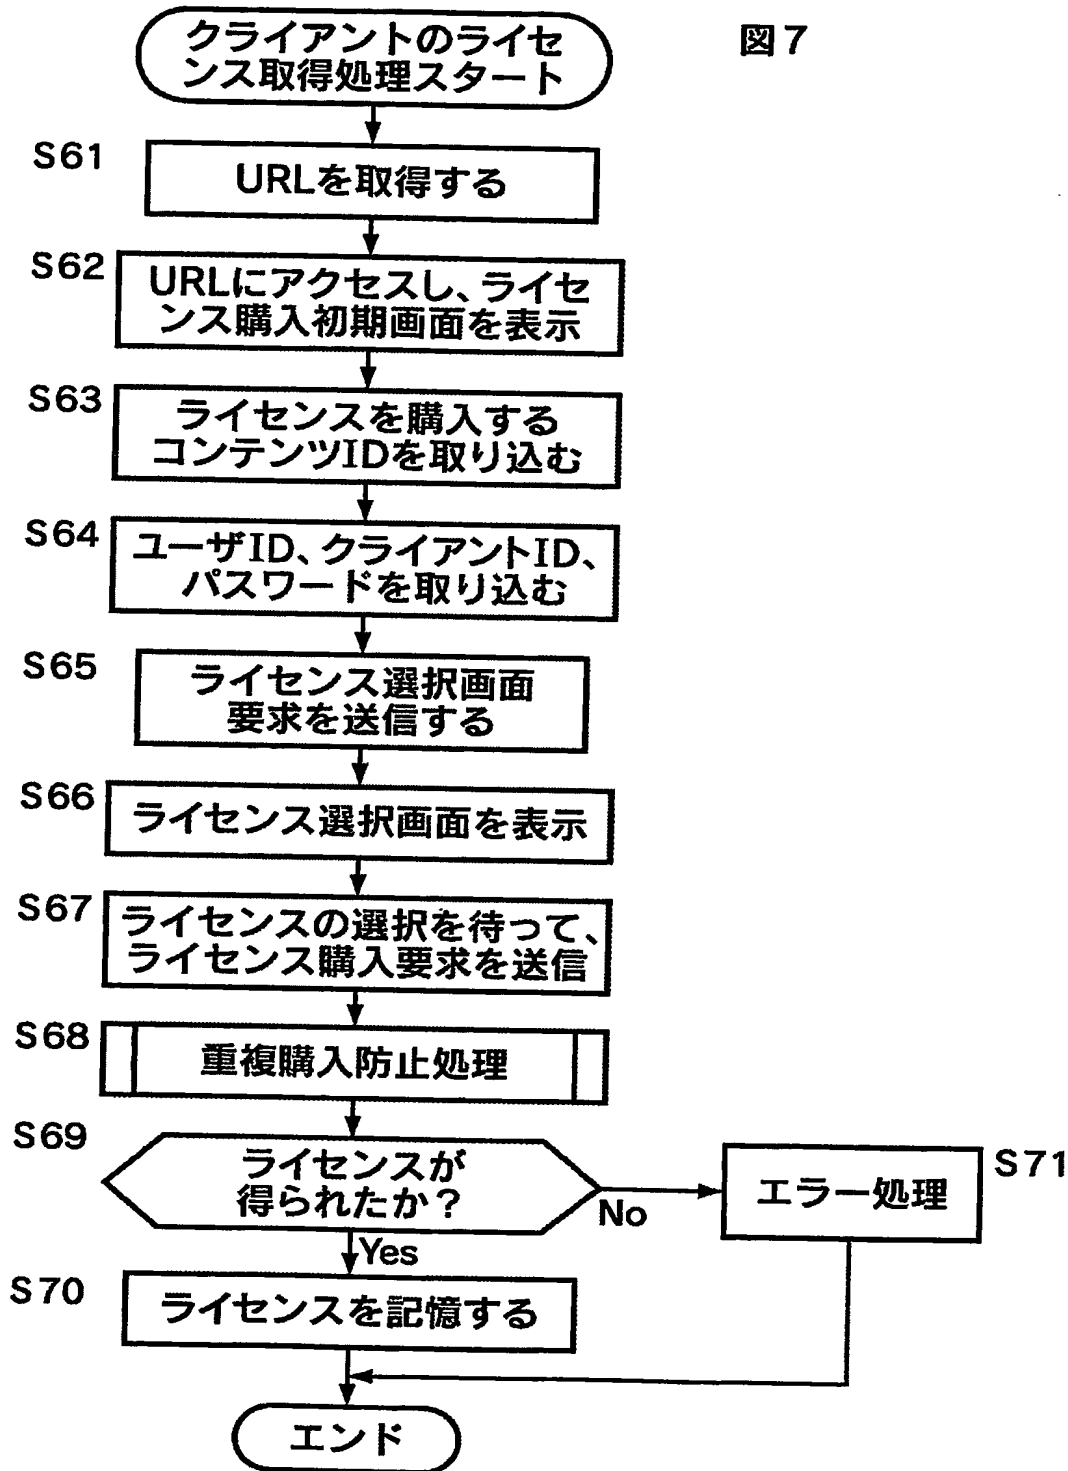 図7
クライアントのライセ
ンス取得処理スタート
S61
URLを取得する
S62
URLにアクセスし、ライセ
ンス購入初期画面を表示
S63
ライセンスを購入する
コンテンツIDを取り込む
S64
ユーザID、クライアントID、
パスワードを取り込む
S65
ライセンス選択画面
要求を送信する
S66
ライセンス選択画面を表示
S67
ライセンスの選択を待って、
ライセンス購入要求を送信
S68
重複購入防止処理
S69
ライセンスが
得られたか？
No
S71
エラー処理
Yes
S70
ライセンスを記憶する
エンド